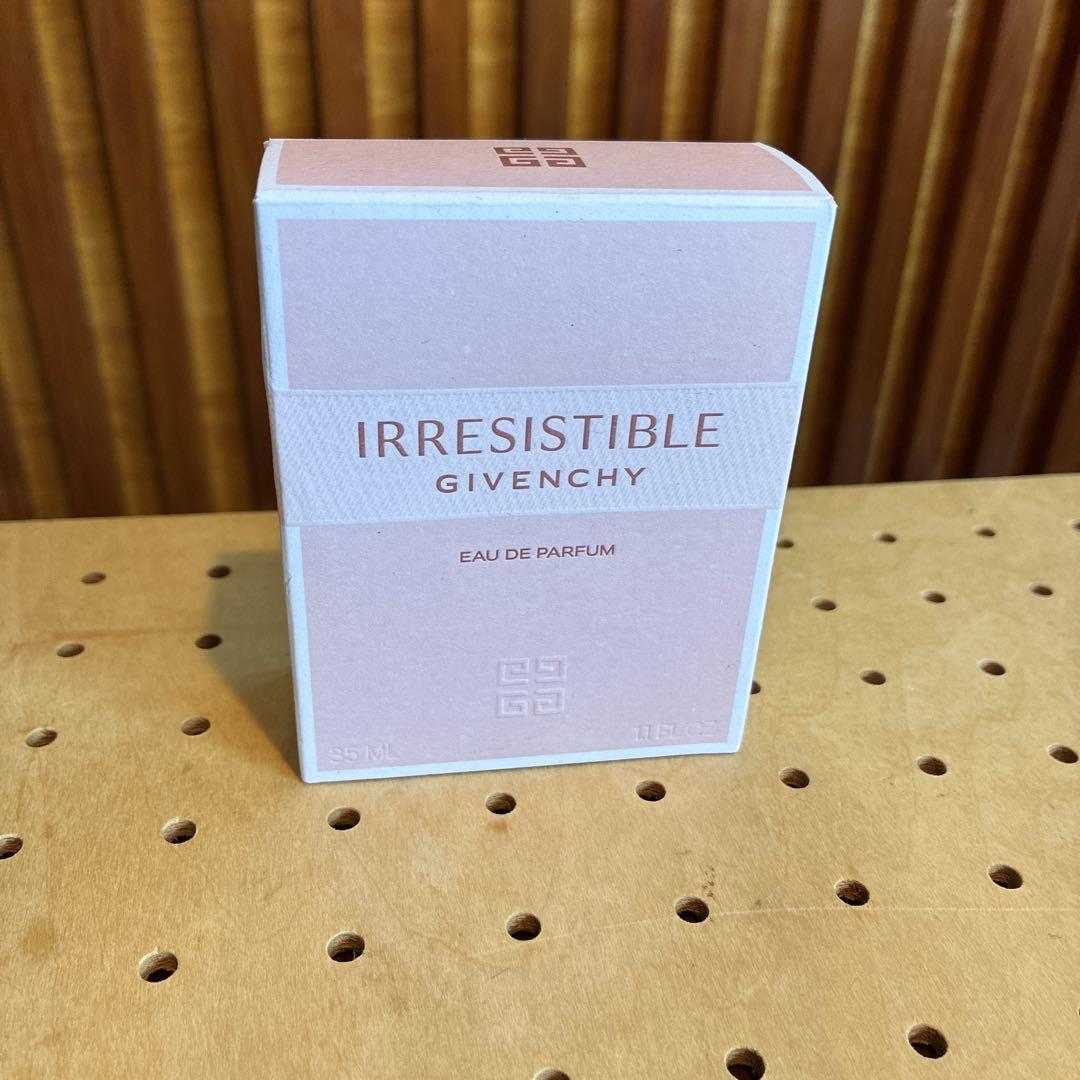 IRRESISTIBLE
GIVENCHY
EAU DE PARFUM
35 ML
1.1 FL.OZ